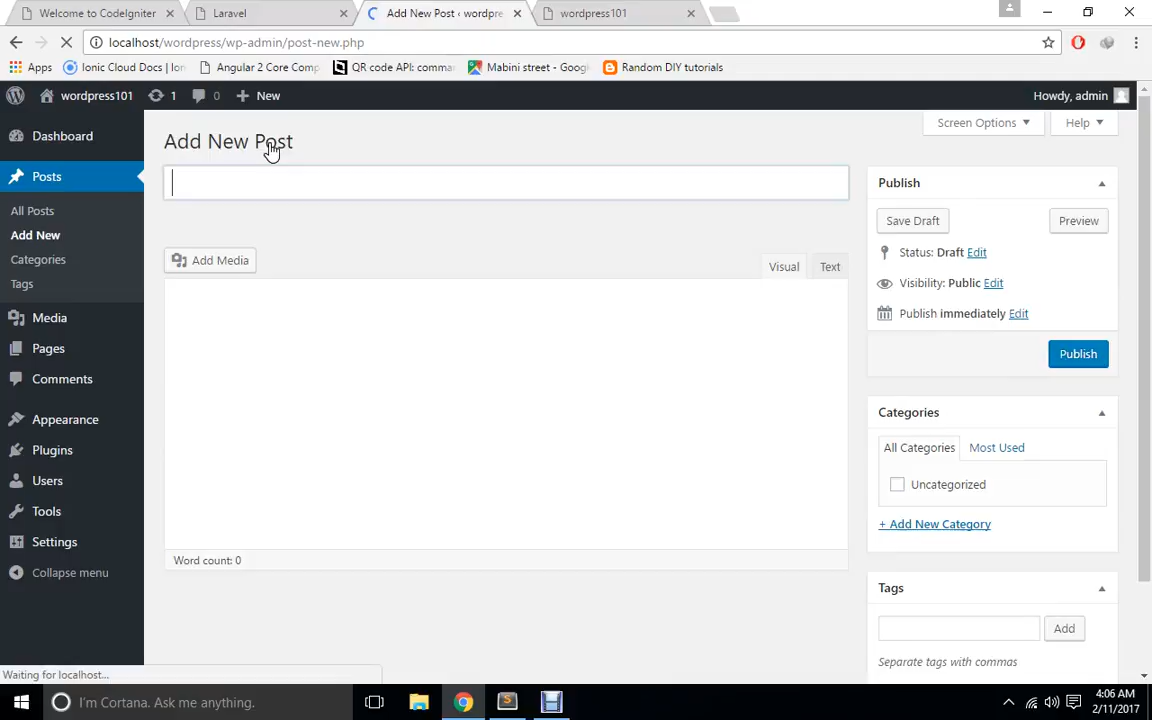 Welcome to CodeIgniter
Laravel
Add New Post ‹ wordpre
wordpress101
localhost/wordpress/wp-admin/post-new.php
Apps
Ionic Cloud Docs | Ion
Angular 2 Core Comp
QR code API: comma
Mabini street - Goog
Random DIY tutorials
wordpress101
1
0
New
Howdy, admin
Dashboard
Posts
All Posts
Add New
Categories
Tags
Media
Pages
Comments
Appearance
Plugins
Users
Tools
Settings
Collapse menu
Screen Options
Help
Add New Post
Add Media
Visual
Text
Word count: 0
Publish
Save Draft
Preview
Status: Draft Edit
Visibility: Public Edit
Publish immediately Edit
Publish
Categories
All Categories
Most Used
Uncategorized
+ Add New Category
Tags
Add
Separate tags with commas
Waiting for localhost...
I'm Cortana. Ask me anything.
4:06 AM
2/11/2017